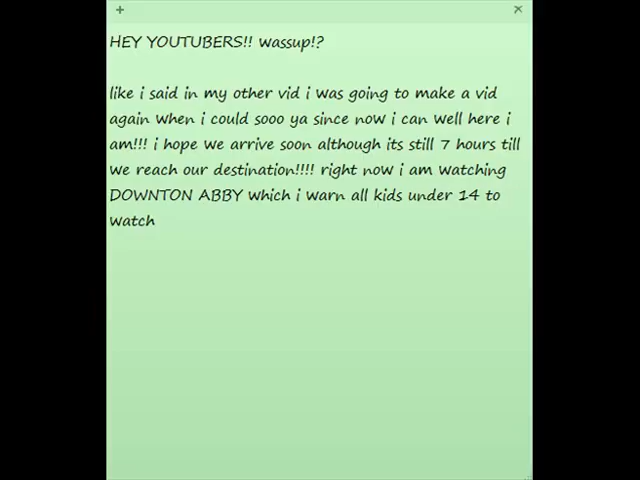 HEY YOUTUBERS!! wassup!?
like i said in my other vid i was going to make a vid
again when i could sooo ya since now i can well here i
am!!! i hope we arrive soon although its still 7 hours till
we reach our destination!!!! right now i am watching
DOWNTON ABBY which i warn all kids under 14 to
watch